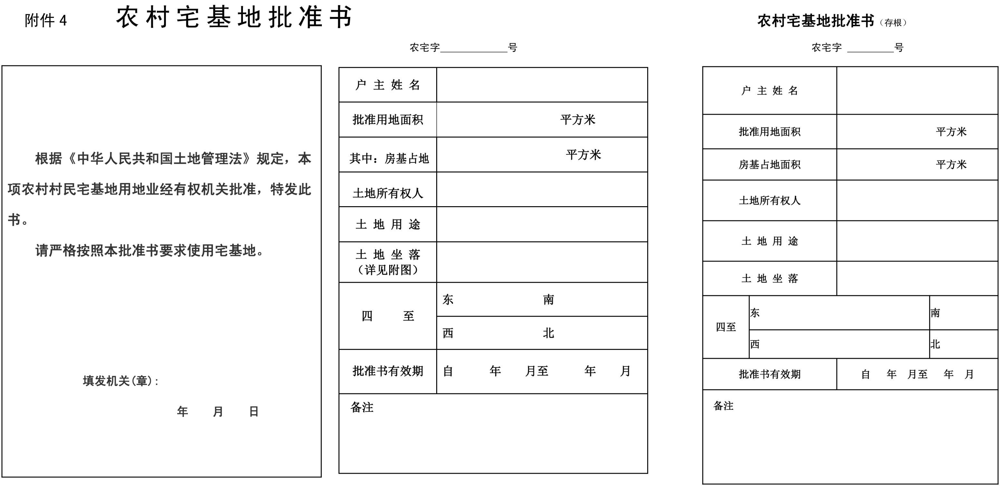 附件 4
农村宅基地批准书
农宅字____________号
根据《中华人民共和国土地管理法》规定，本
项农村村民宅基地用地业经有权机关批准，特发此
书。
请严格按照本批准书要求使用宅基地。
填发机关(章):
年 月 日
户 主 姓 名
批准用地面积 平方米
其中：房基占地 平方米
土地所有权人
土 地 用 途
土 地 坐 落
（详见附图）
四 至
东 南
西 北
批准书有效期 自 年 月至 年 月
备注
农村宅基地批准书（存根）
农宅字 ________号
户 主 姓 名
批准用地面积 平方米
房基占地面积 平方米
土地所有权人
土 地 用 途
土 地 坐 落
四至
东 南
西 北
批准书有效期 自 年 月至 年 月
备注